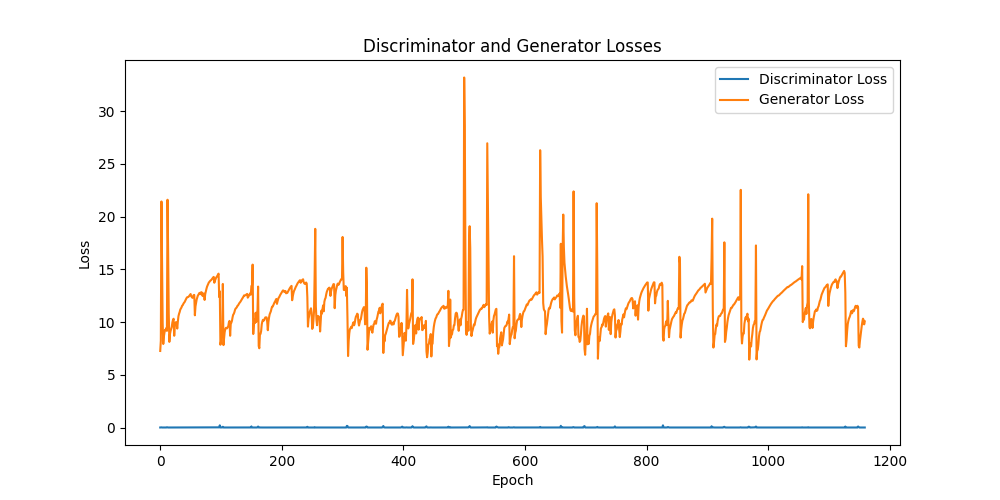 Discriminator and Generator Losses
Discriminator Loss
Generator Loss
30
25
20
15
10
5
0
Loss
0 200 400 600 800 1000 1200
Epoch